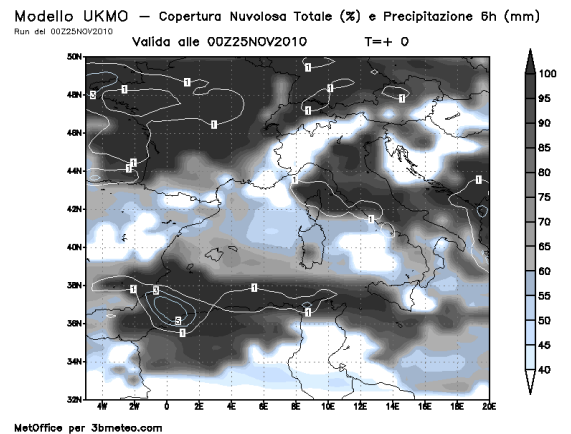 Modello UKMO — Copertura Nuvolosa Totale (%) e Precipitazione 6h (mm)
Run del 00Z25NOV2010
Valida alle 00Z25NOV2010 T=+ 0
50N
48N
46N
44N
42N
40N
38N
36N
34N
32N
4W 2W 0 2E 4E 6E 8E 10E 12E 14E 16E 18E 20E
100
95
90
85
80
75
70
65
60
55
50
45
40
MetOffice per 3bmeteo.com